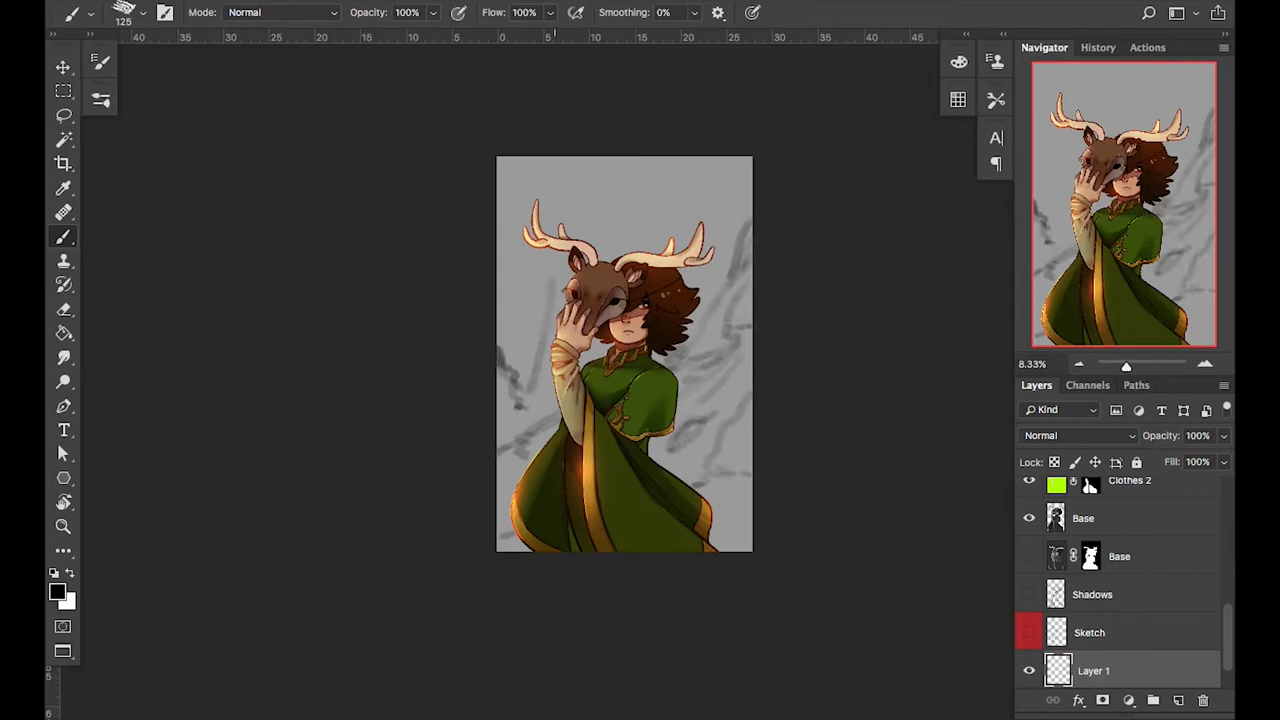 125
Mode: Normal Opacity: 100% Flow: 100% Smoothing: 0%
40 35 30 25 20 15 10 5 0 5 10 15 20 25 30 35 40 45
Navigator History Actions
8.33%
Layers Channels Paths
Kind
Normal Opacity: 100%
Lock: Fill: 100%
Clothes 2
Base
Base
Shadows
Sketch
Layer 1